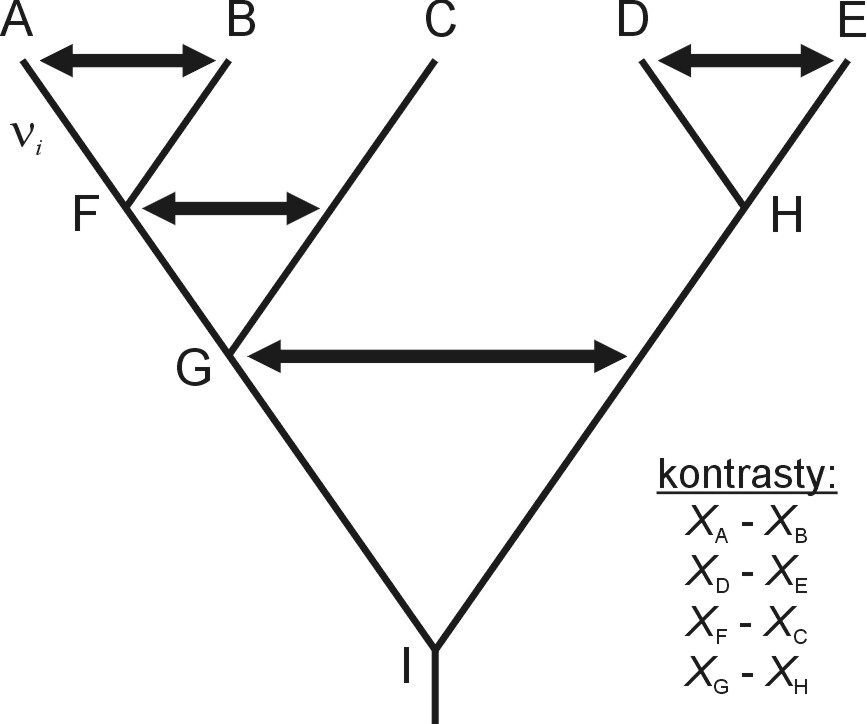 A B C D E
νi
F H
G
kontrasty:
XA - XB
XD - XE
XF - XC
XG - XH
I